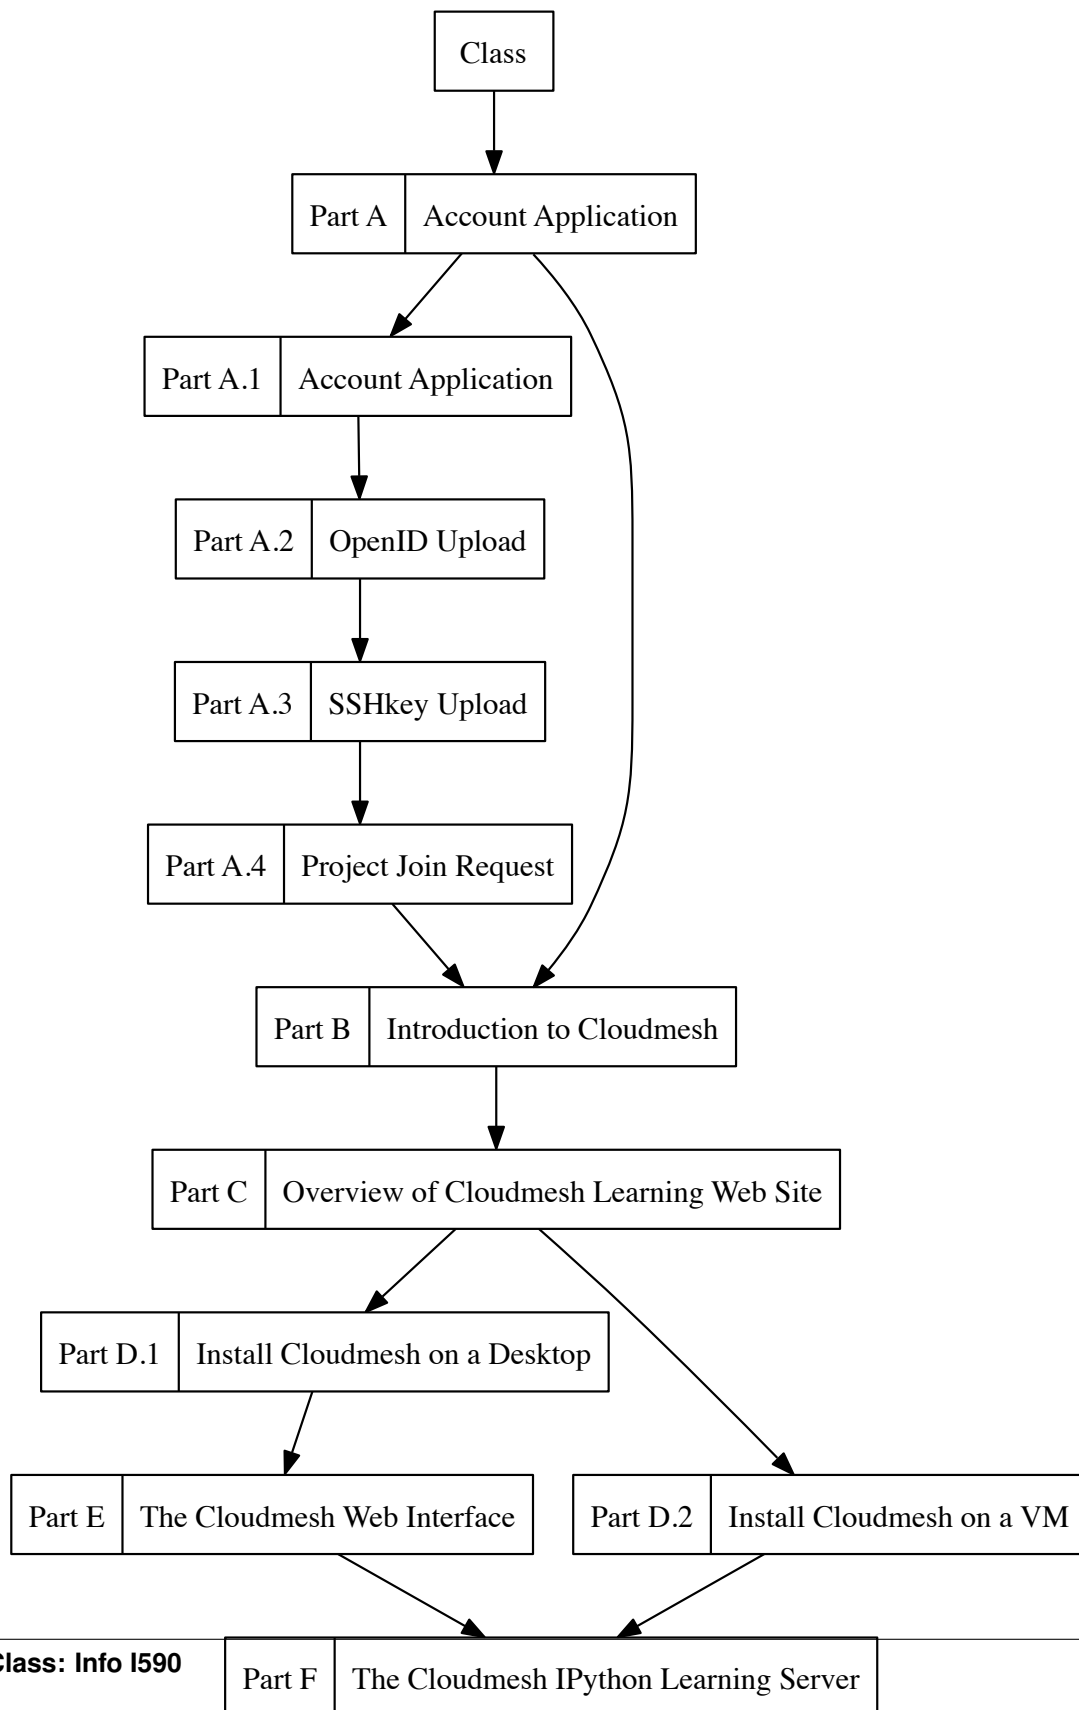 Class
Part A Account Application
Part A.1 Account Application
Part A.2 OpenID Upload
Part A.3 SSHkey Upload
Part A.4 Project Join Request
Part B Introduction to Cloudmesh
Part C Overview of Cloudmesh Learning Web Site
Part D.1 Install Cloudmesh on a Desktop
Part E The Cloudmesh Web Interface
Part D.2 Install Cloudmesh on a VM
Class: Info I590
Part F The Cloudmesh IPython Learning Server